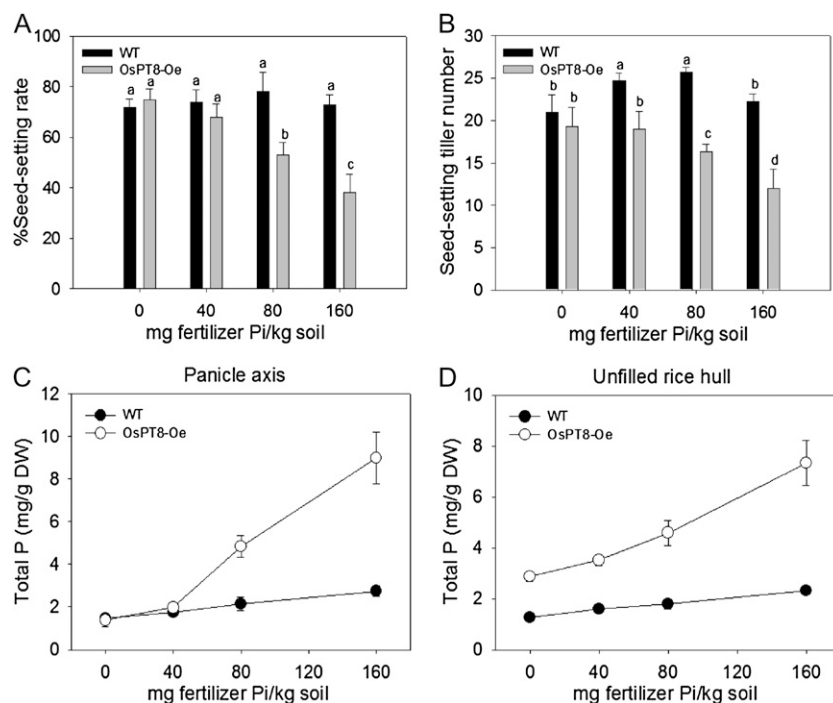 A
WT
OsPT8-Oe
%Seed-setting rate
100
80
60
40
20
0
a
a
a
a
a
b
a
c
0
40
80
160
mg fertilizer Pi/kg soil
B
WT
OsPT8-Oe
Seed-setting tiller number
30
25
20
15
10
5
0
b
b
a
b
a
c
b
d
0
40
80
160
mg fertilizer Pi/kg soil
C
Panicle axis
WT
OsPT8-Oe
Total P (mg/g DW)
12
10
8
6
4
2
0
0
40
80
120
160
mg fertilizer Pi/kg soil
D
Unfilled rice hull
WT
OsPT8-Oe
Total P (mg/g DW)
10
8
6
4
2
0
0
40
80
120
160
mg fertilizer Pi/kg soil